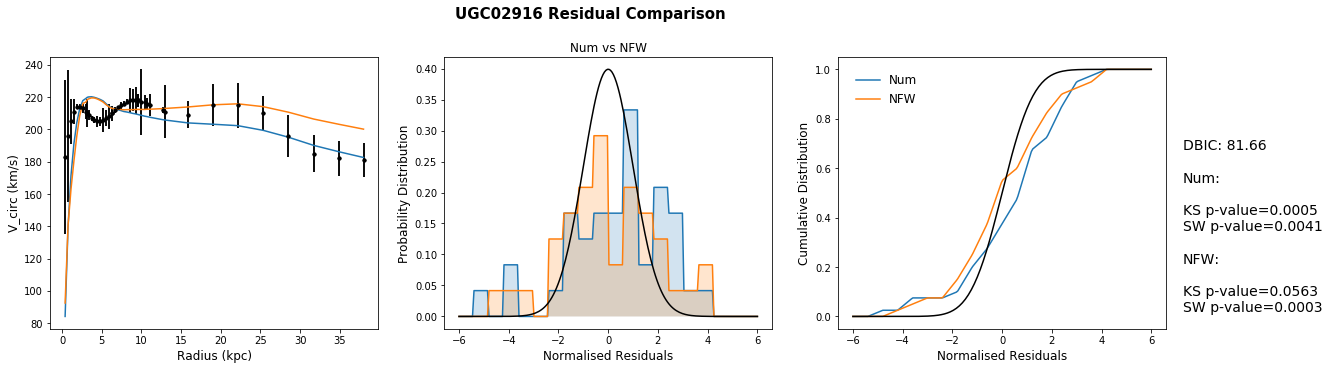 UGC02916 Residual Comparison
V_circ (km/s)
240
220
200
180
160
140
120
100
80
0 5 10 15 20 25 30 35
Radius (kpc)
Num vs NFW
Probability Distribution
0.40
0.35
0.30
0.25
0.20
0.15
0.10
0.05
0.00
−6 −4 −2 0 2 4 6
Normalised Residuals
Cumulative Distribution
1.0
0.8
0.6
0.4
0.2
0.0
Num
NFW
−6 −4 −2 0 2 4 6
Normalised Residuals
DBIC: 81.66
Num:
KS p-value=0.0005
SW p-value=0.0041
NFW:
KS p-value=0.0563
SW p-value=0.0003